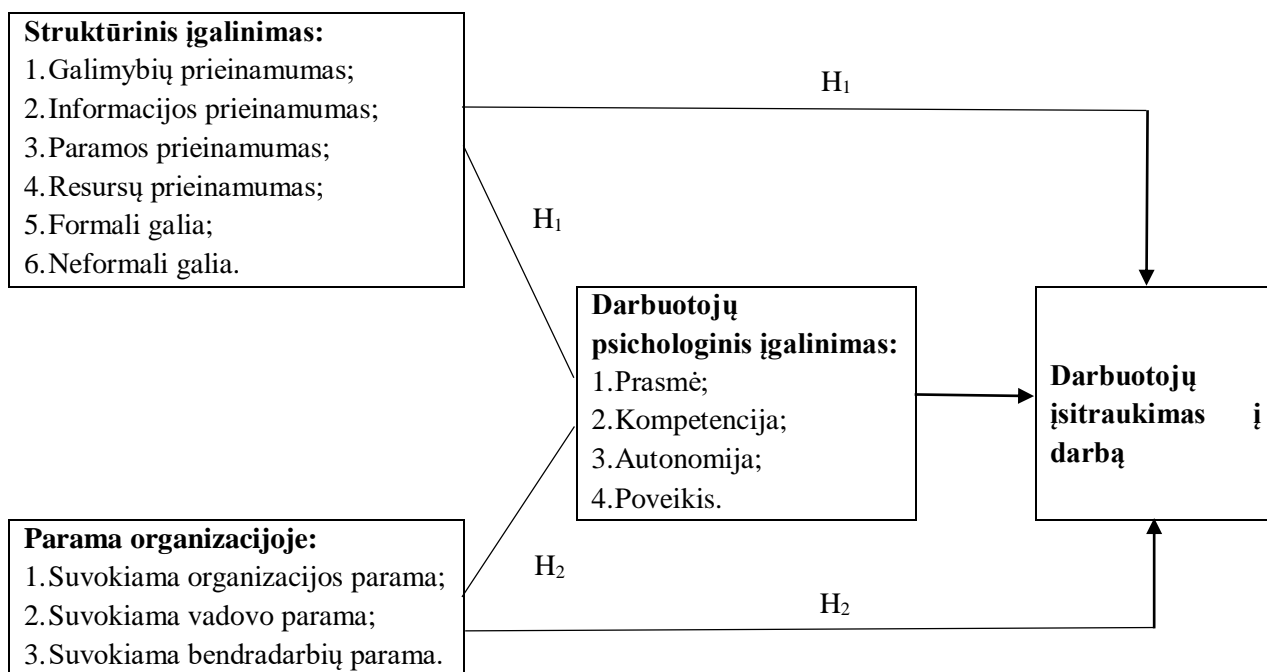 Struktūrinis įgalinimas:
1.Galimybių prieinamumas;
2.Informacijos prieinamumas;
3.Paramos prieinamumas;
4.Resursų prieinamumas;
5.Formali galia;
6.Neformali galia.
H₁
H₁
Darbuotojų
psichologinis įgalinimas:
1.Prasmė;
2.Kompetencija;
3.Autonomija;
4.Poveikis.
Darbuotojų
įsitraukimas į
darbą
Parama organizacijoje:
1.Suvokiama organizacijos parama;
2.Suvokiama vadovo parama;
3.Suvokiama bendradarbių parama.
H₂
H₂